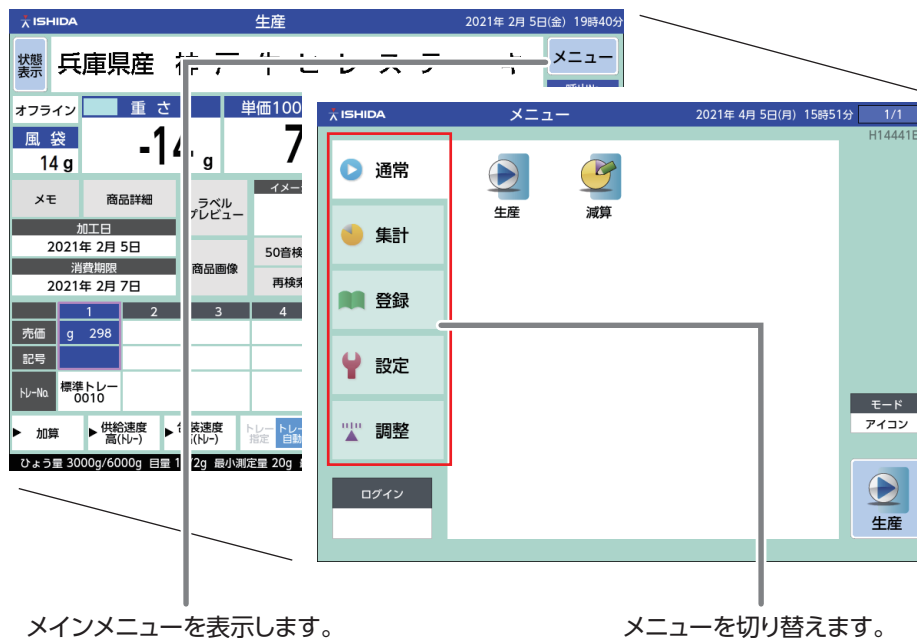 ISHIDA 生産 2021年 2月 5日(金) 19時40分
状態表示 兵庫県産 メニュー
オフライン 重さ 単価100
風袋 14 g -14 g 7
メモ 商品詳細 ラベル プレビュー
加工日
2021年 2月 5日
消費期限
2021年 2月 7日
商品画像 50音検
再検索
1 2 3 4
売価 g 298
記号
トレーNo. 標準トレー 0010
加算 供給速度 高(トレー) 装速度 (トレー) トレー指定 トレー自動
ひょう量 3000g/6000g 目量 1/2g 最小測定量 20g
ISHIDA メニュー 2021年 4月 5日(月) 15時51分 1/1
H14441E
通常
集計
登録
設定
調整
ログイン
生産 減算
モード
アイコン
生産
メインメニューを表示します。 メニューを切り替えます。